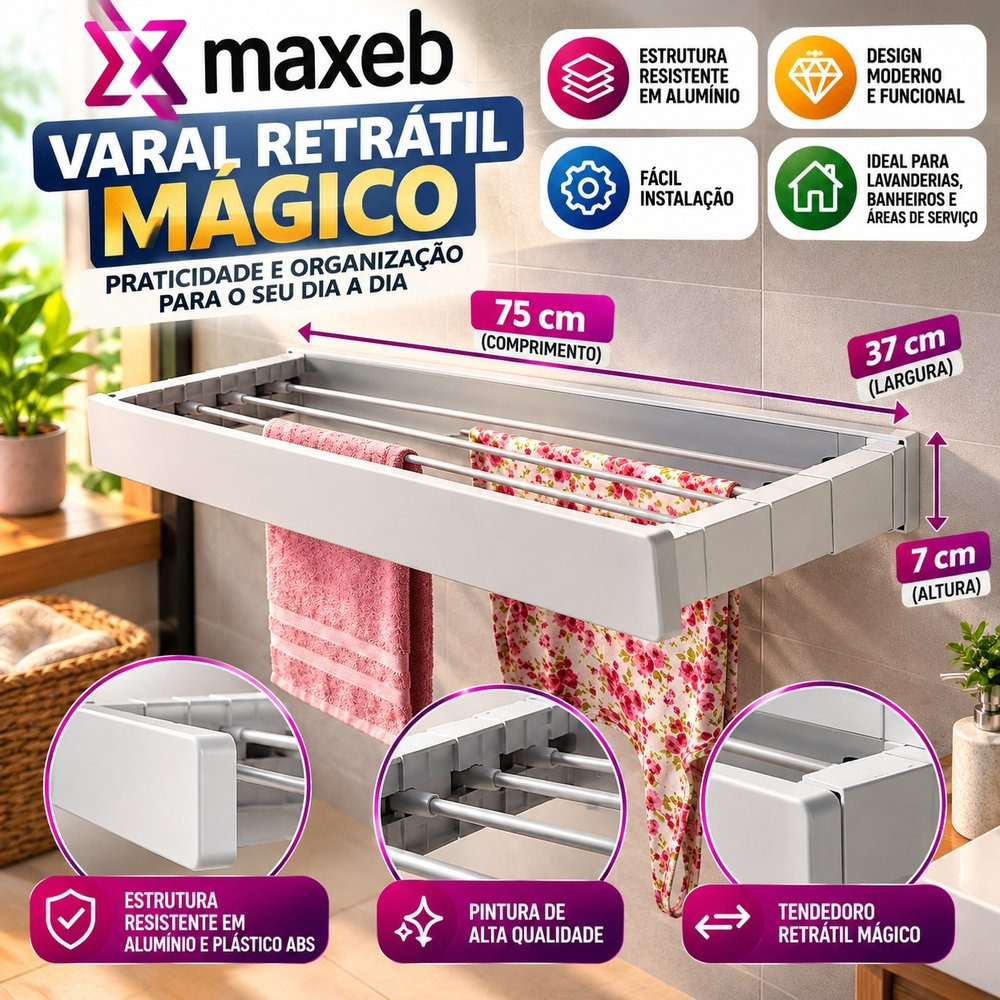 maxeb
VARAL RETRÁTIL
MÁGICO
PRATICIDADE E ORGANIZAÇÃO
PARA O SEU DIA A DIA
ESTRUTURA
RESISTENTE
EM ALUMÍNIO
DESIGN
MODERNO
E FUNCIONAL
FÁCIL
INSTALAÇÃO
IDEAL PARA
LAVANDERIAS,
BANHEIROS E
ÁREAS DE SERVIÇO
75 cm
(COMPRIMENTO)
37 cm
(LARGURA)
7 cm
(ALTURA)
ESTRUTURA
RESISTENTE EM
ALUMÍNIO E PLÁSTICO ABS
PINTURA DE
ALTA QUALIDADE
TENDEDORO
RETRÁTIL MÁGICO